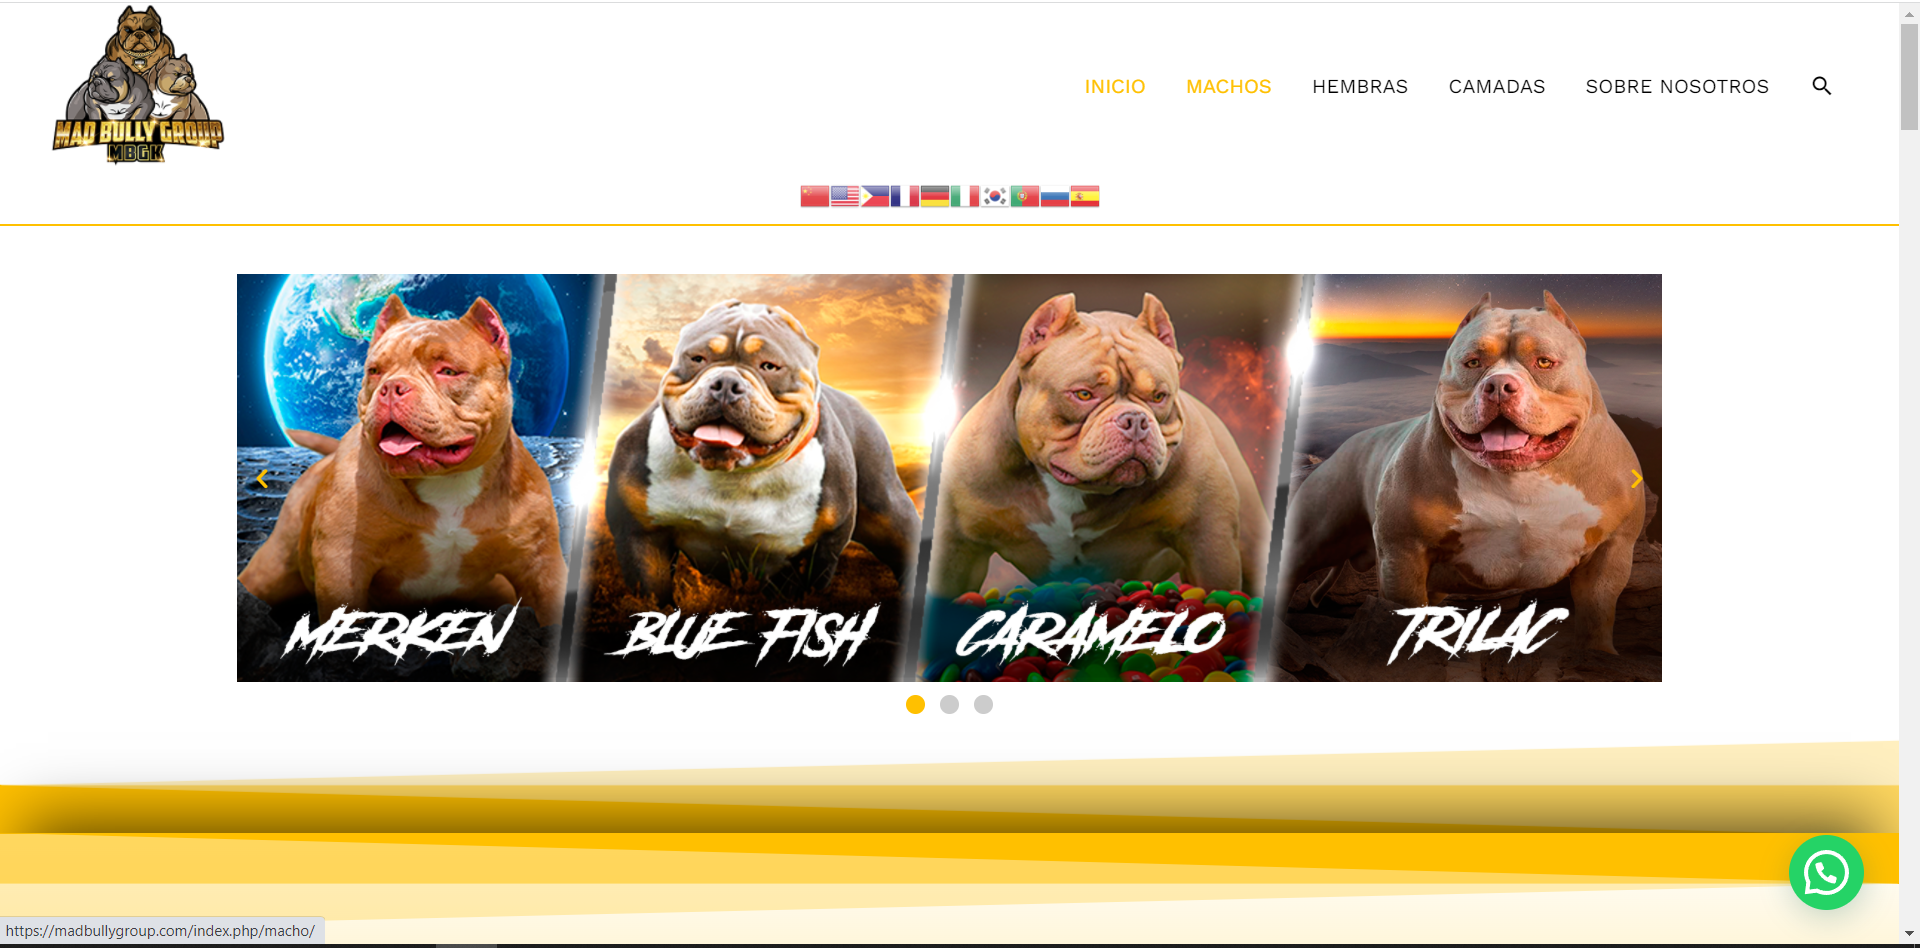 MAD BULLY GROUP
MBGK
INICIO
MACHOS
HEMBRAS
CAMADAS
SOBRE NOSOTROS
MERKEN
BLUE FISH
CARAMELO
TRILAC
https://madbullygroup.com/index.php/macho/